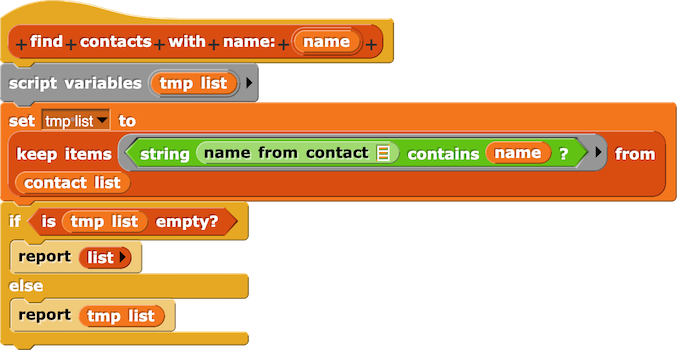 + find + contacts + with + name: + name +
script variables tmp list
set tmp list to
keep items string name from contact contains name ? from
contact list
if is tmp list empty?
report list
else
report tmp list